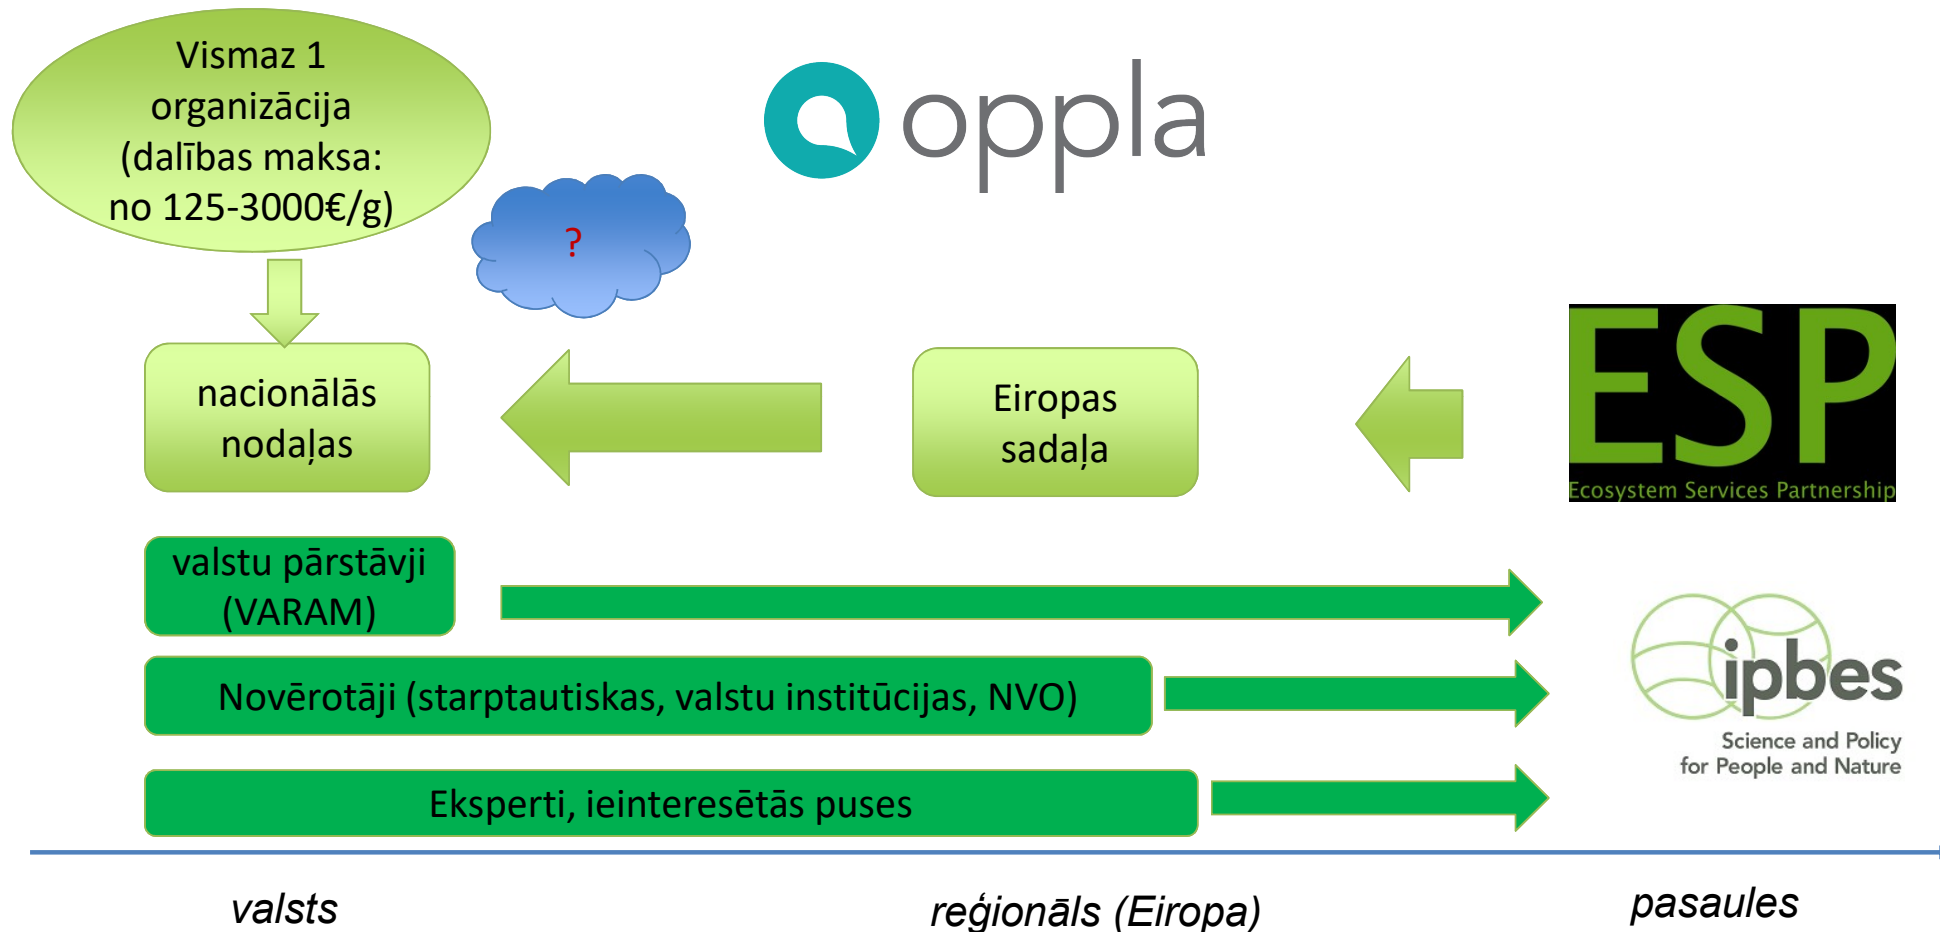 Vismaz 1
organizācija
(dalības maksa:
no 125-3000€/g)
oppla
?
nacionālās
nodaļas
Eiropas
sadaļa
ESP
Ecosystem Services Partnership
valstu pārstāvji
(VARAM)
Novērotāji (starptautiskas, valstu institūcijas, NVO)
ipbes
Science and Policy
for People and Nature
Eksperti, ieinteresētās puses
valsts
reģionāls (Eiropa)
pasaules